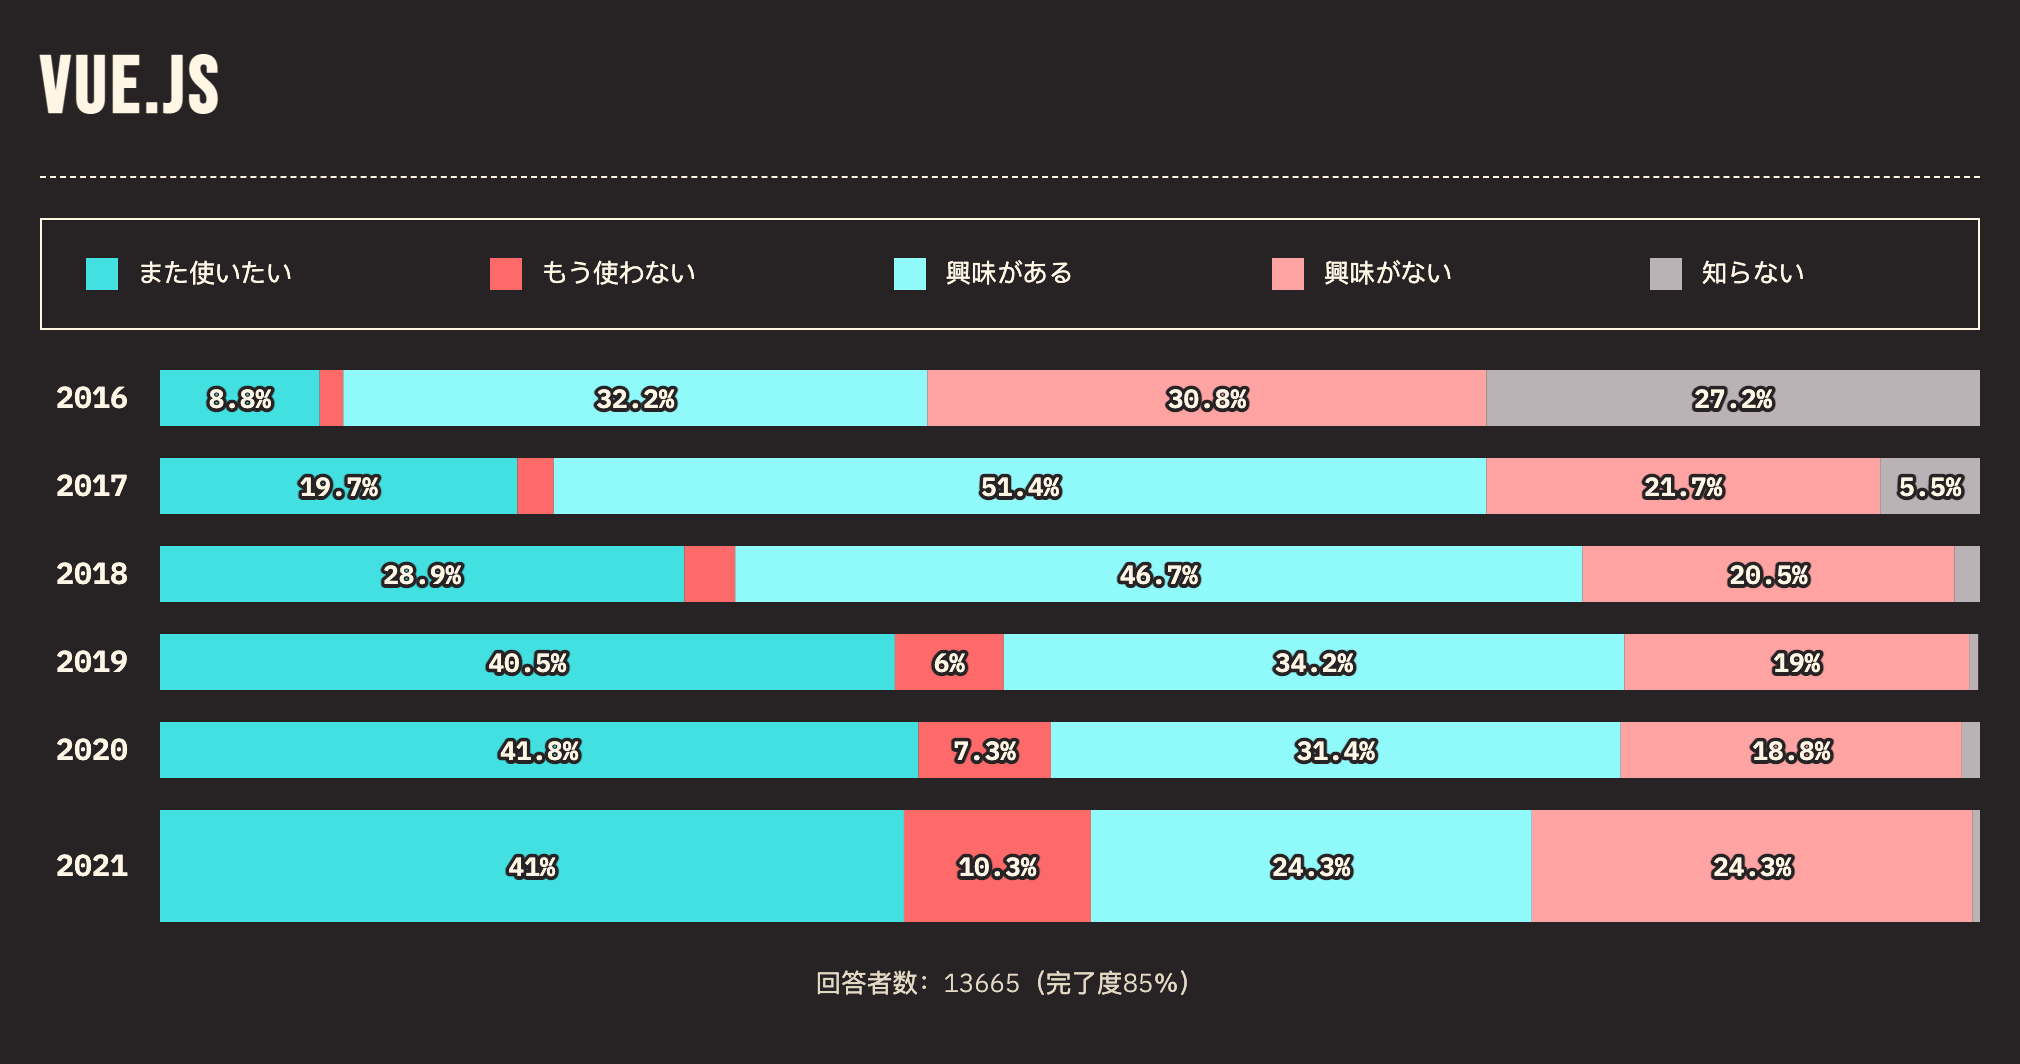 VUE.JS
また使いたい もう使わない 興味がある 興味がない 知らない
2016 8.8% 32.2% 30.8% 27.2%
2017 19.7% 51.4% 21.7% 5.5%
2018 28.9% 46.7% 20.5%
2019 40.5% 6% 34.2% 19%
2020 41.8% 7.3% 31.4% 18.8%
2021 41% 10.3% 24.3% 24.3%
回答者数: 13665 (完了度85%)